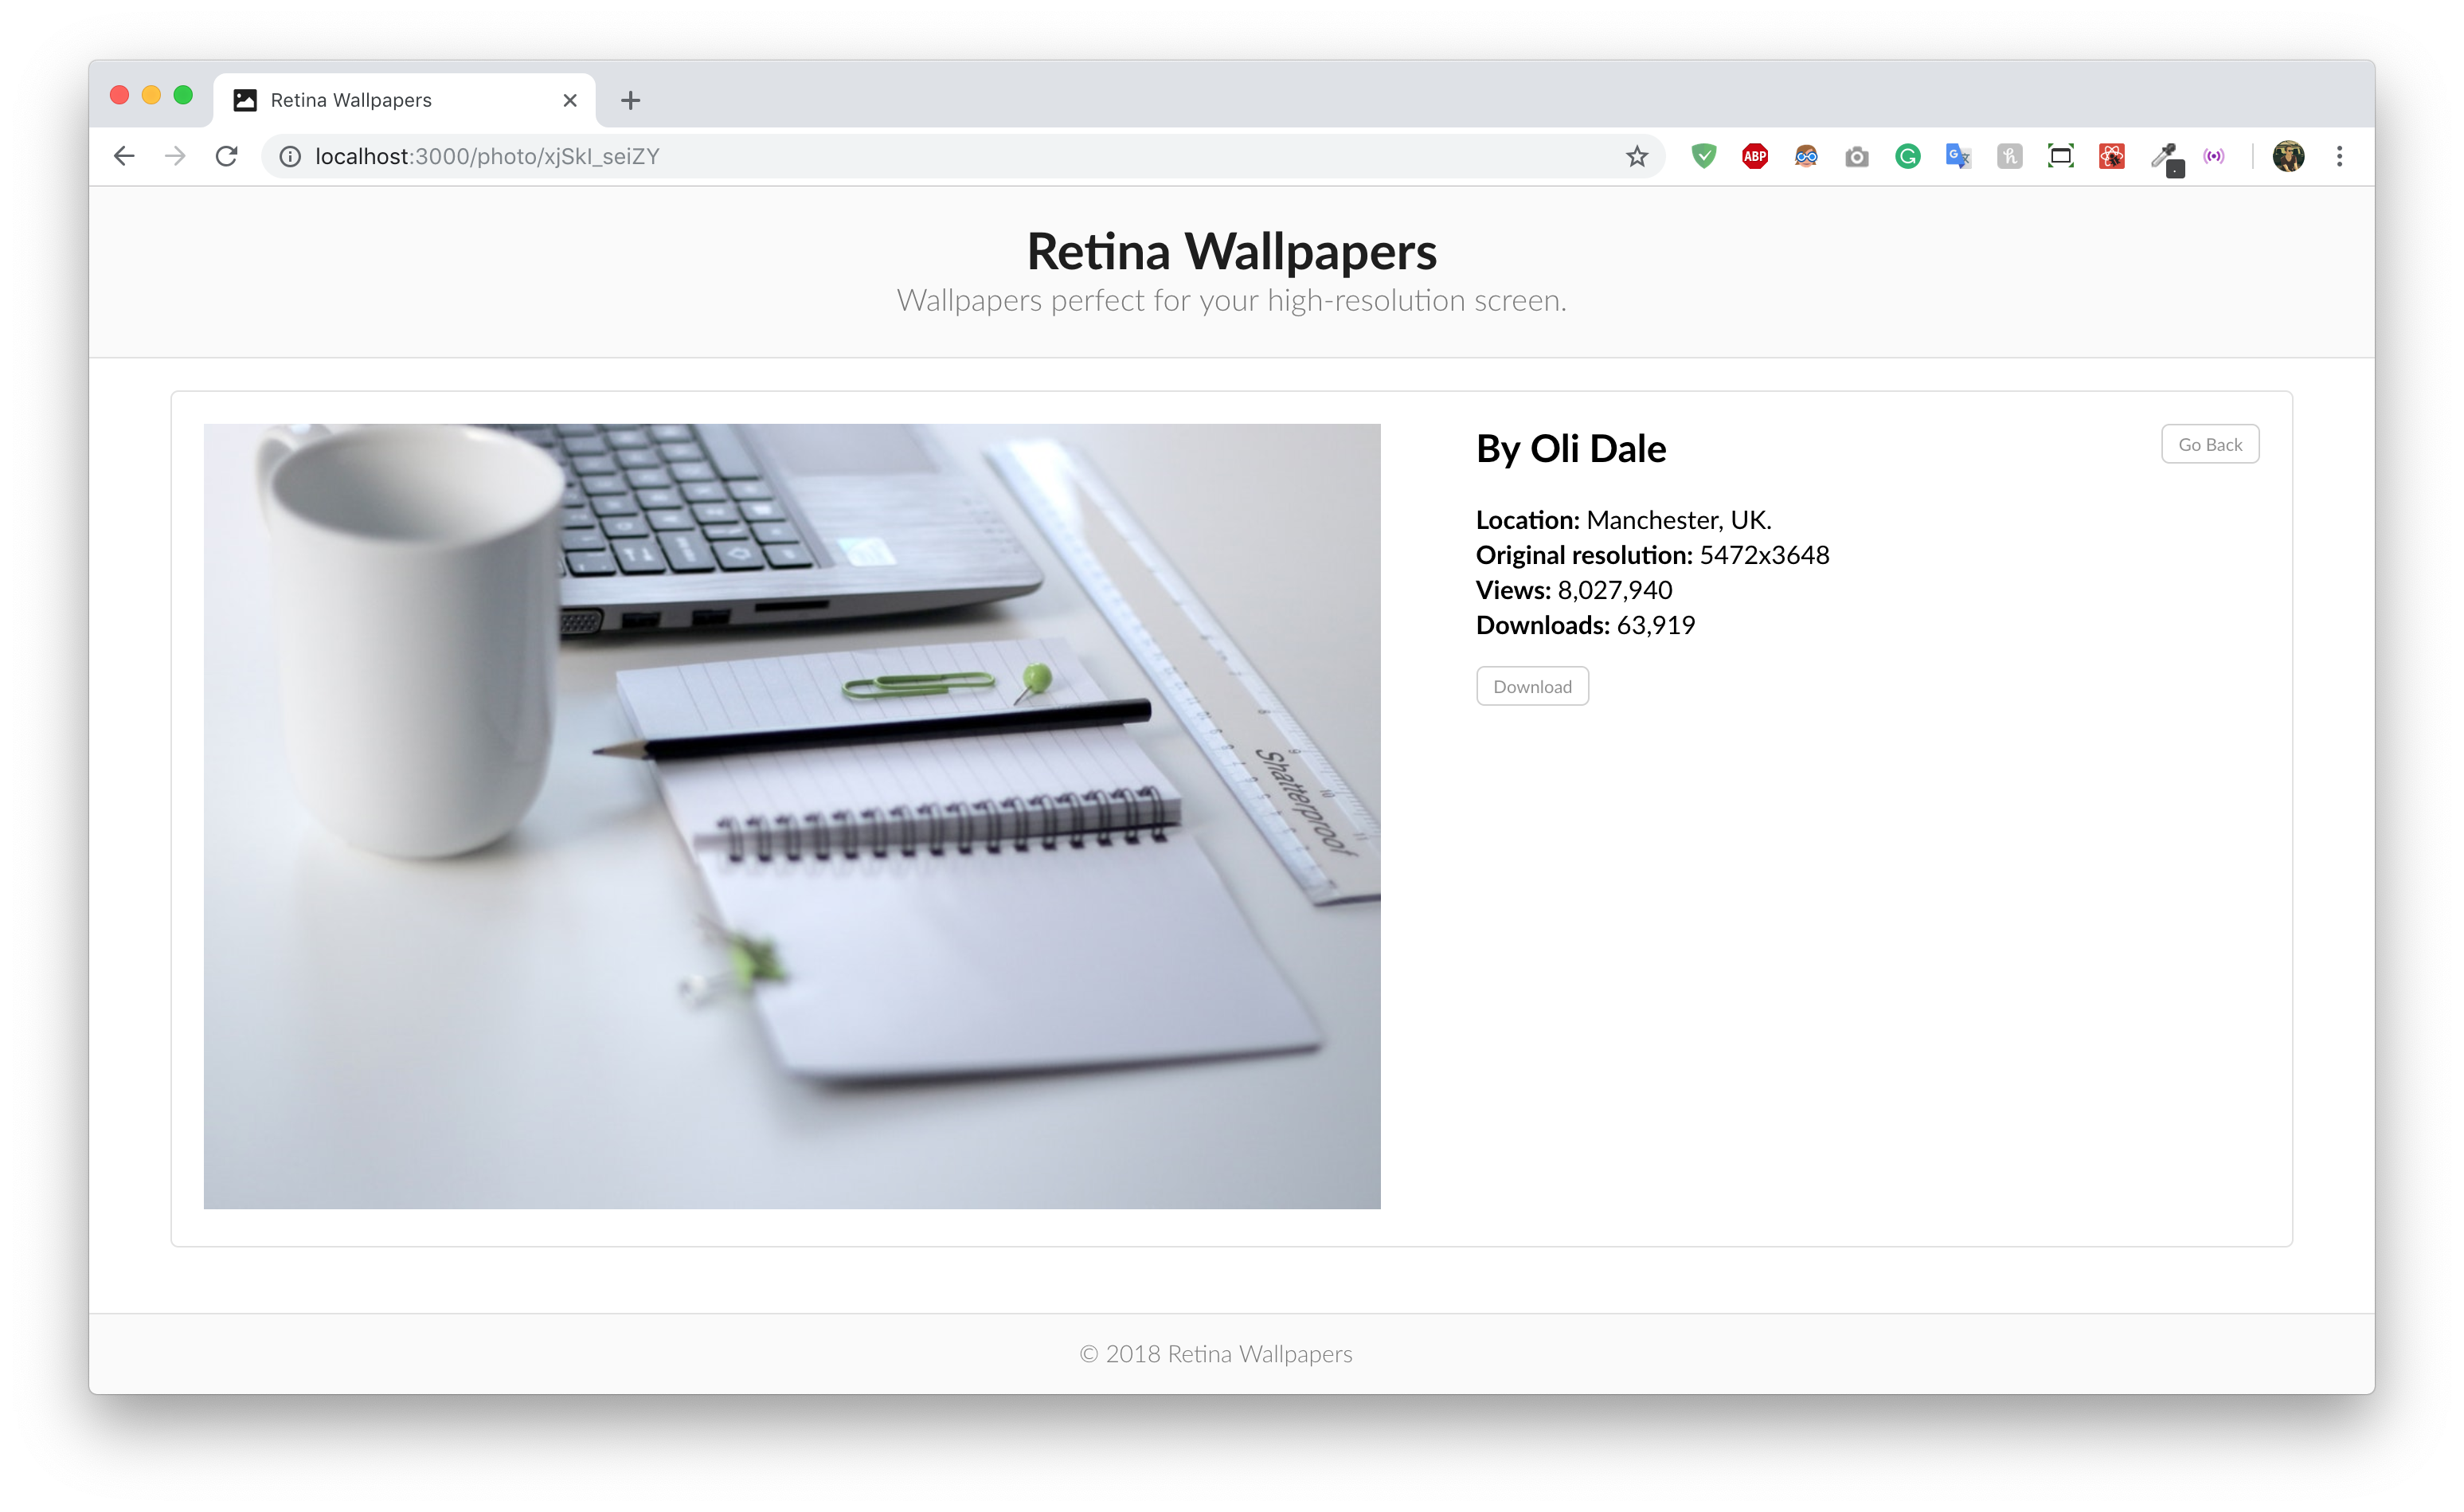 Retina Wallpapers
localhost:3000/photo/xjSkI_seiZY
ABP
Retina Wallpapers
Wallpapers perfect for your high-resolution screen.
By Oli Dale
Go Back
Location: Manchester, UK.
Original resolution: 5472x3648
Views: 8,027,940
Downloads: 63,919
Download
Shatterproof
© 2018 Retina Wallpapers